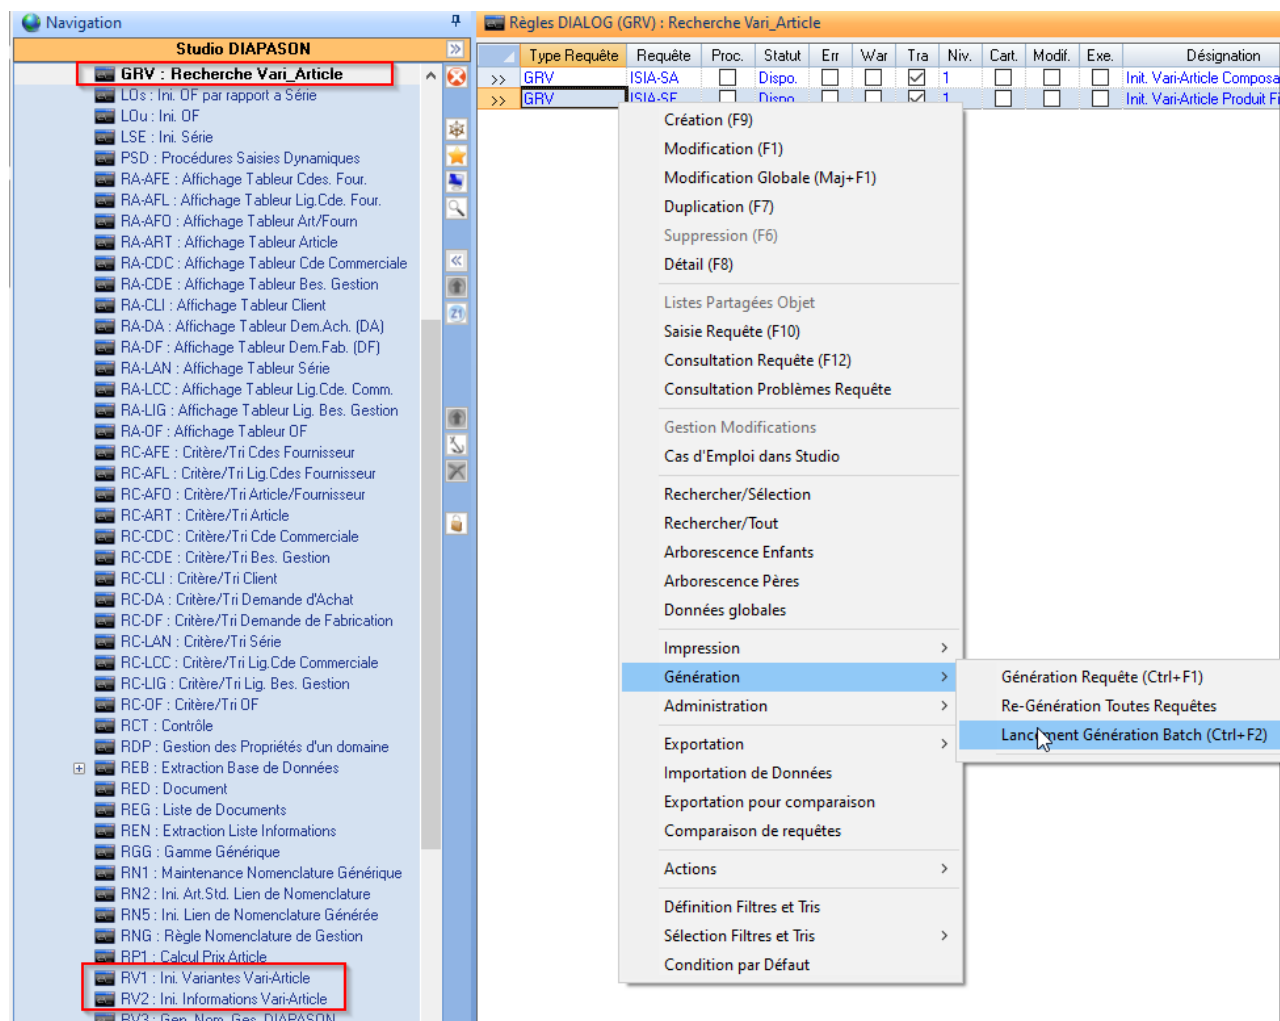 Navigation
Studio DIAPASON
GRV : Recherche Vari_Article
LOs : Ini. OF par rapport a Série
LOu : Ini. OF
LSE : Ini. Série
PSD : Procédures Saisies Dynamiques
RA-AFE : Affichage Tableur Cdes. Four.
RA-AFL : Affichage Tableur Lig.Cde. Four.
RA-AFO : Affichage Tableur Art/Fourn
RA-ART : Affichage Tableur Article
RA-CDC : Affichage Tableur Cde Commerciale
RA-CDE : Affichage Tableur Bes. Gestion
RA-CLI : Affichage Tableur Client
RA-DA : Affichage Tableur Dem.Ach. (DA)
RA-DF : Affichage Tableur Dem.Fab. (DF)
RA-LAN : Affichage Tableur Série
RA-LCC : Affichage Tableur Lig.Cde. Comm.
RA-LIG : Affichage Tableur Lig. Bes. Gestion
RA-OF : Affichage Tableur OF
RC-AFE : Critère/Tri Cdes Fournisseur
RC-AFL : Critère/Tri Lig.Cdes Fournisseur
RC-AFO : Critère/Tri Article/Fournisseur
RC-ART : Critère/Tri Article
RC-CDC : Critère/Tri Cde Commerciale
RC-CDE : Critère/Tri Bes. Gestion
RC-CLI : Critère/Tri Client
RC-DA : Critère/Tri Demande d'Achat
RC-DF : Critère/Tri Demande de Fabrication
RC-LAN : Critère/Tri Série
RC-LCC : Critère/Tri Lig.Cde Commerciale
RC-LIG : Critère/Tri Lig. Bes. Gestion
RC-OF : Critère/Tri OF
RCT : Contrôle
RDP : Gestion des Propriétés d'un domaine
REB : Extraction Base de Données
RED : Document
REG : Liste de Documents
REN : Extraction Liste Informations
RGG : Gamme Générique
RN1 : Maintenance Nomenclature Générique
RN2 : Ini. Art.Std. Lien de Nomenclature
RN5 : Ini. Lien de Nomenclature Générée
RNG : Règle Nomenclature de Gestion
RP1 : Calcul Prix Article
RV1 : Ini. Variantes Vari-Article
RV2 : Ini. Informations Vari-Article
RV3 : Gen. Nom. Ges. DIAPASON
Règles DIALOG (GRV) : Recherche Vari_Article
Type Requête Requête Proc. Statut Err War Tra Niv. Cart. Modif. Exe. Désignation
>> GRV ISIA-SA Dispo. 1 Init. Vari-Article Composa
>> GRV ISIA-SF Dispo. 1 Init. Vari-Article Produit Fi
Création (F9)
Modification (F1)
Modification Globale (Maj+F1)
Duplication (F7)
Suppression (F6)
Détail (F8)
Listes Partagées Objet
Saisie Requête (F10)
Consultation Requête (F12)
Consultation Problèmes Requête
Gestion Modifications
Cas d'Emploi dans Studio
Rechercher/Sélection
Rechercher/Tout
Arborescence Enfants
Arborescence Pères
Données globales
Impression
Génération
Administration
Exportation
Importation de Données
Exportation pour comparaison
Comparaison de requêtes
Actions
Définition Filtres et Tris
Sélection Filtres et Tris
Condition par Défaut
Génération Requête (Ctrl+F1)
Re-Génération Toutes Requêtes
Lancement Génération Batch (Ctrl+F2)